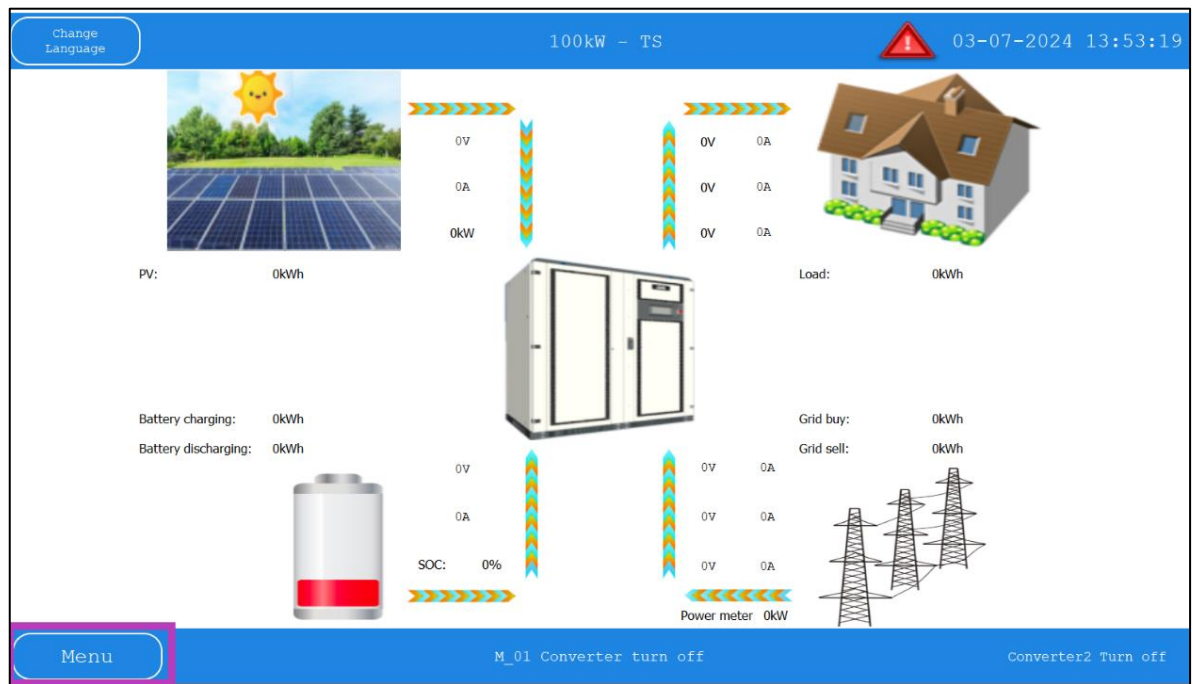 Change
Language
100kW - TS
03-07-2024 13:53:19
0V
0A
0kW
0V 0A
0V 0A
0V 0A
PV: 0kWh
Load: 0kWh
Battery charging: 0kWh
Battery discharging: 0kWh
Grid buy: 0kWh
Grid sell: 0kWh
0V
0A
SOC: 0%
0V 0A
0V 0A
0V 0A
Power meter 0kW
Menu
M_01 Converter turn off
Converter2 Turn off